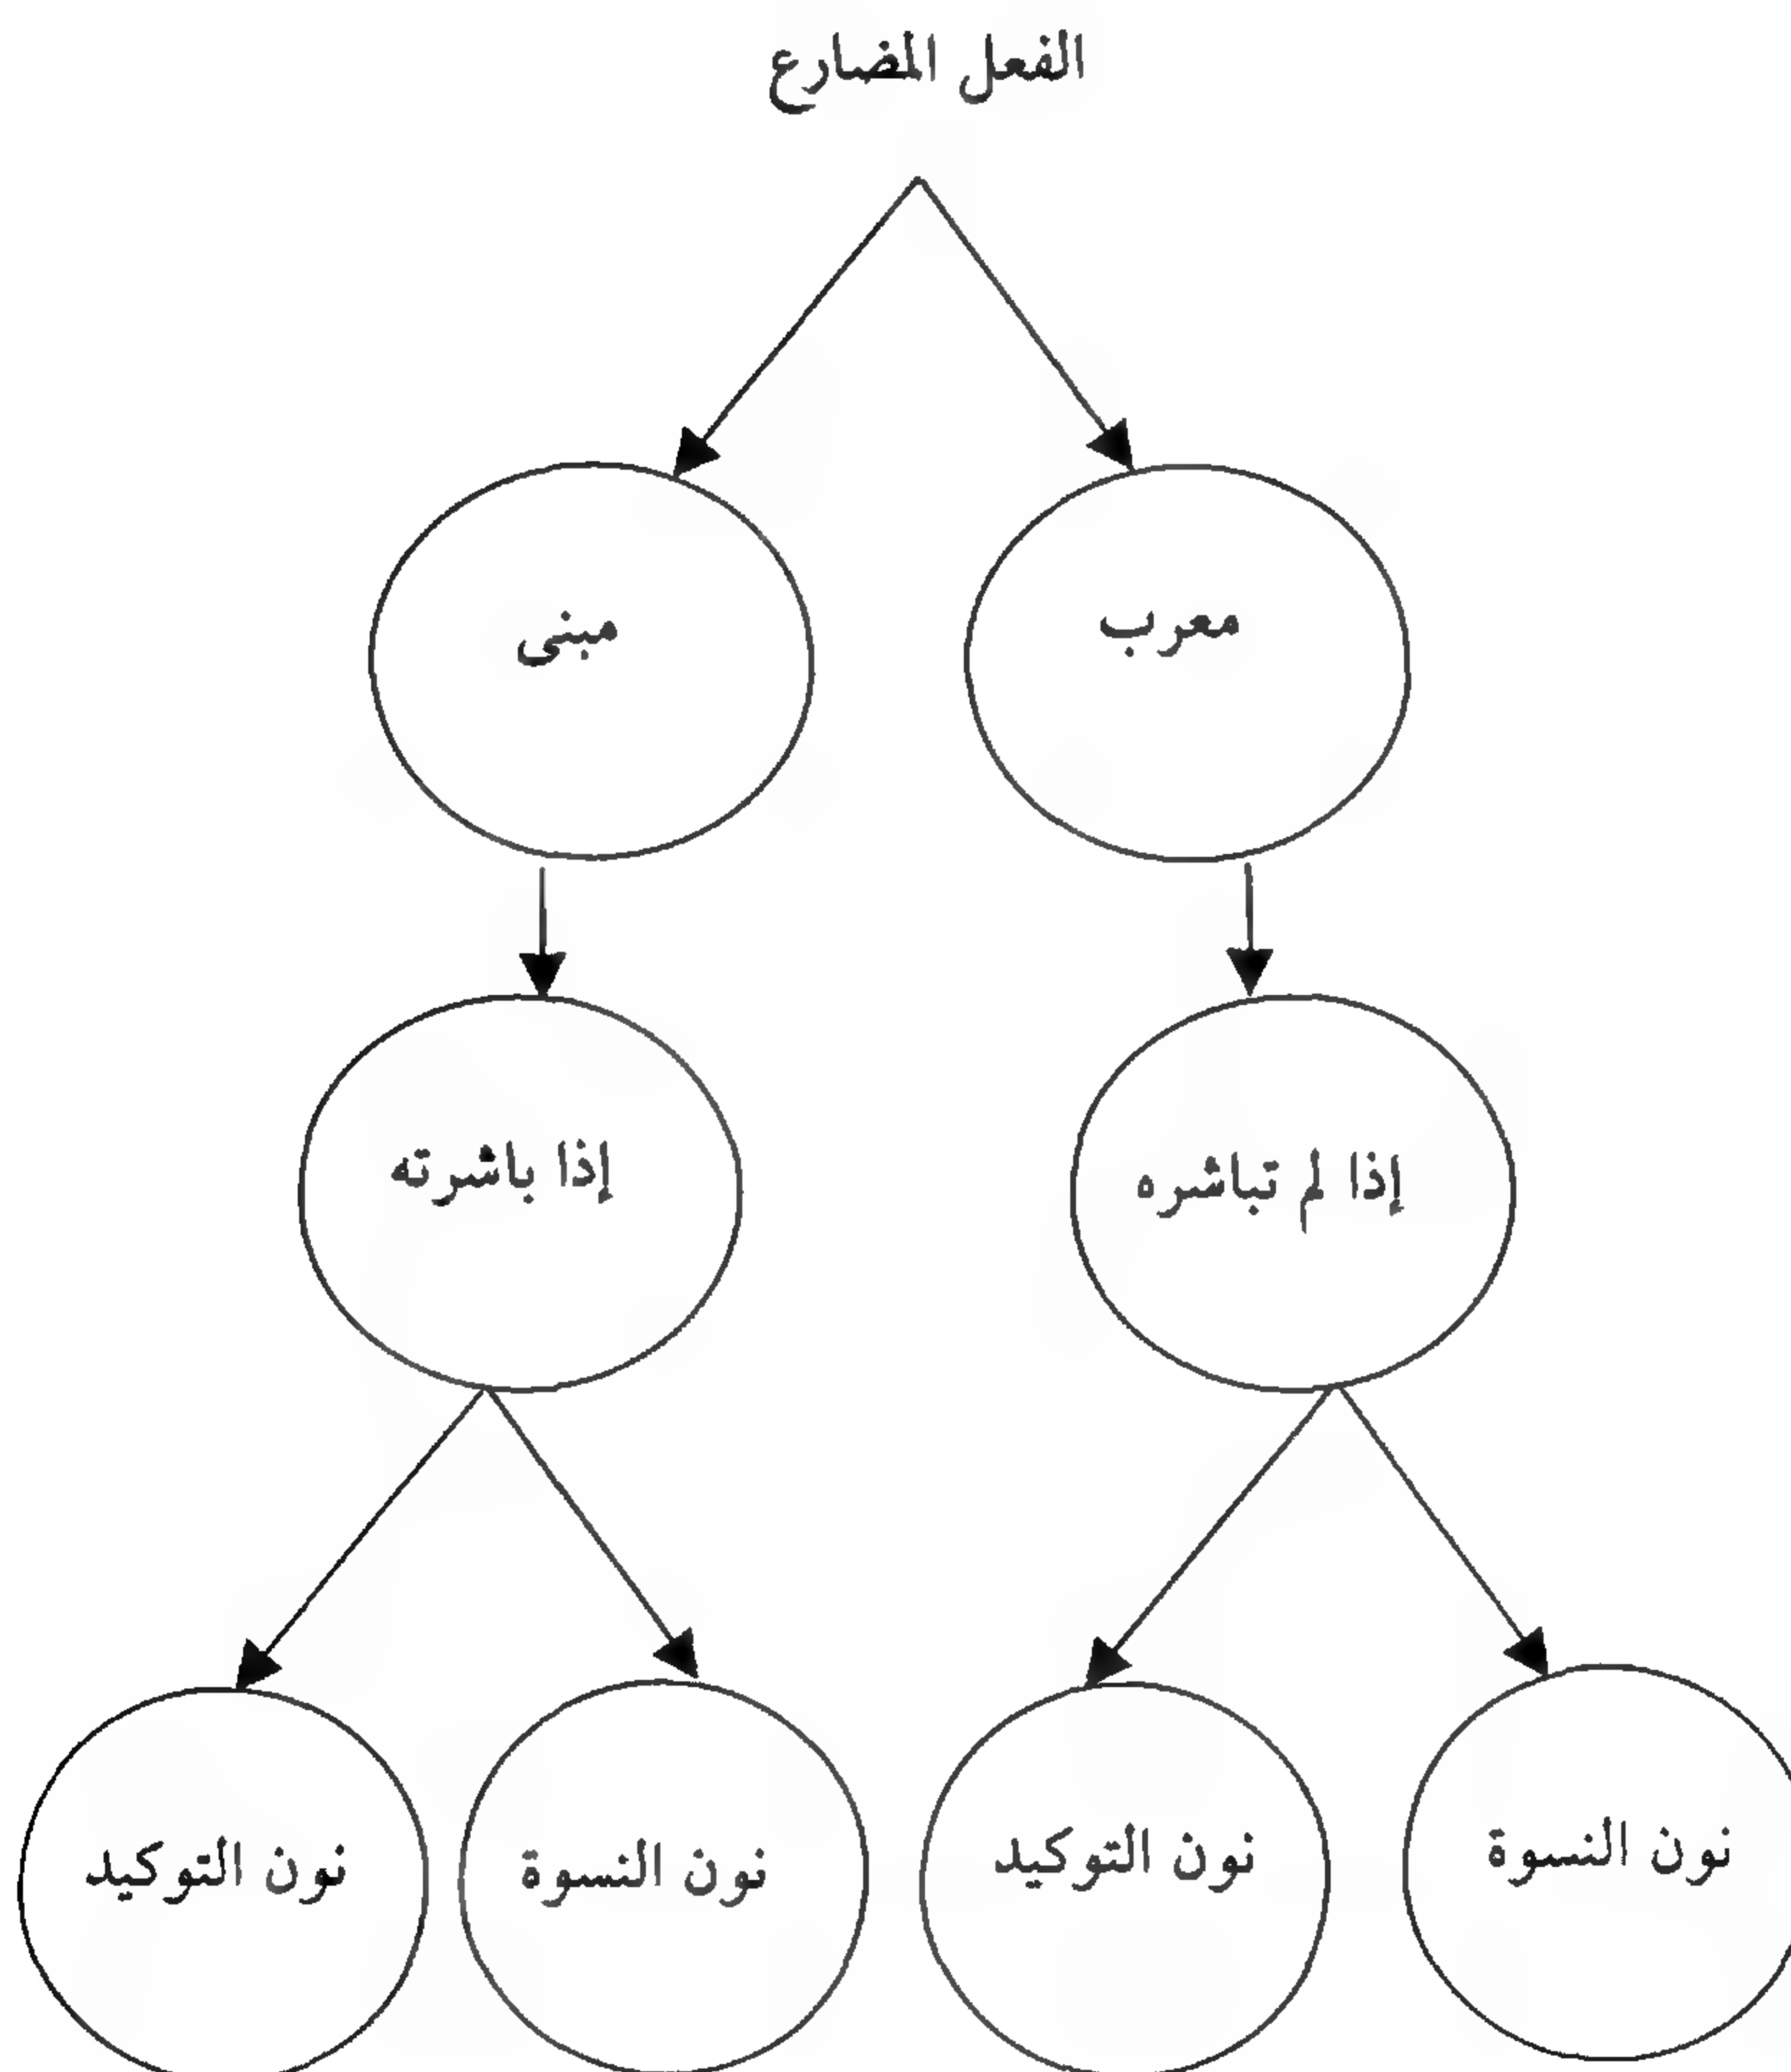 الفعل المضارع
معرب
مبنى
إذا لم تباشره
إذا باشرته
نون النسوة
نون التوكيد
نون النسوة
نون التوكيد